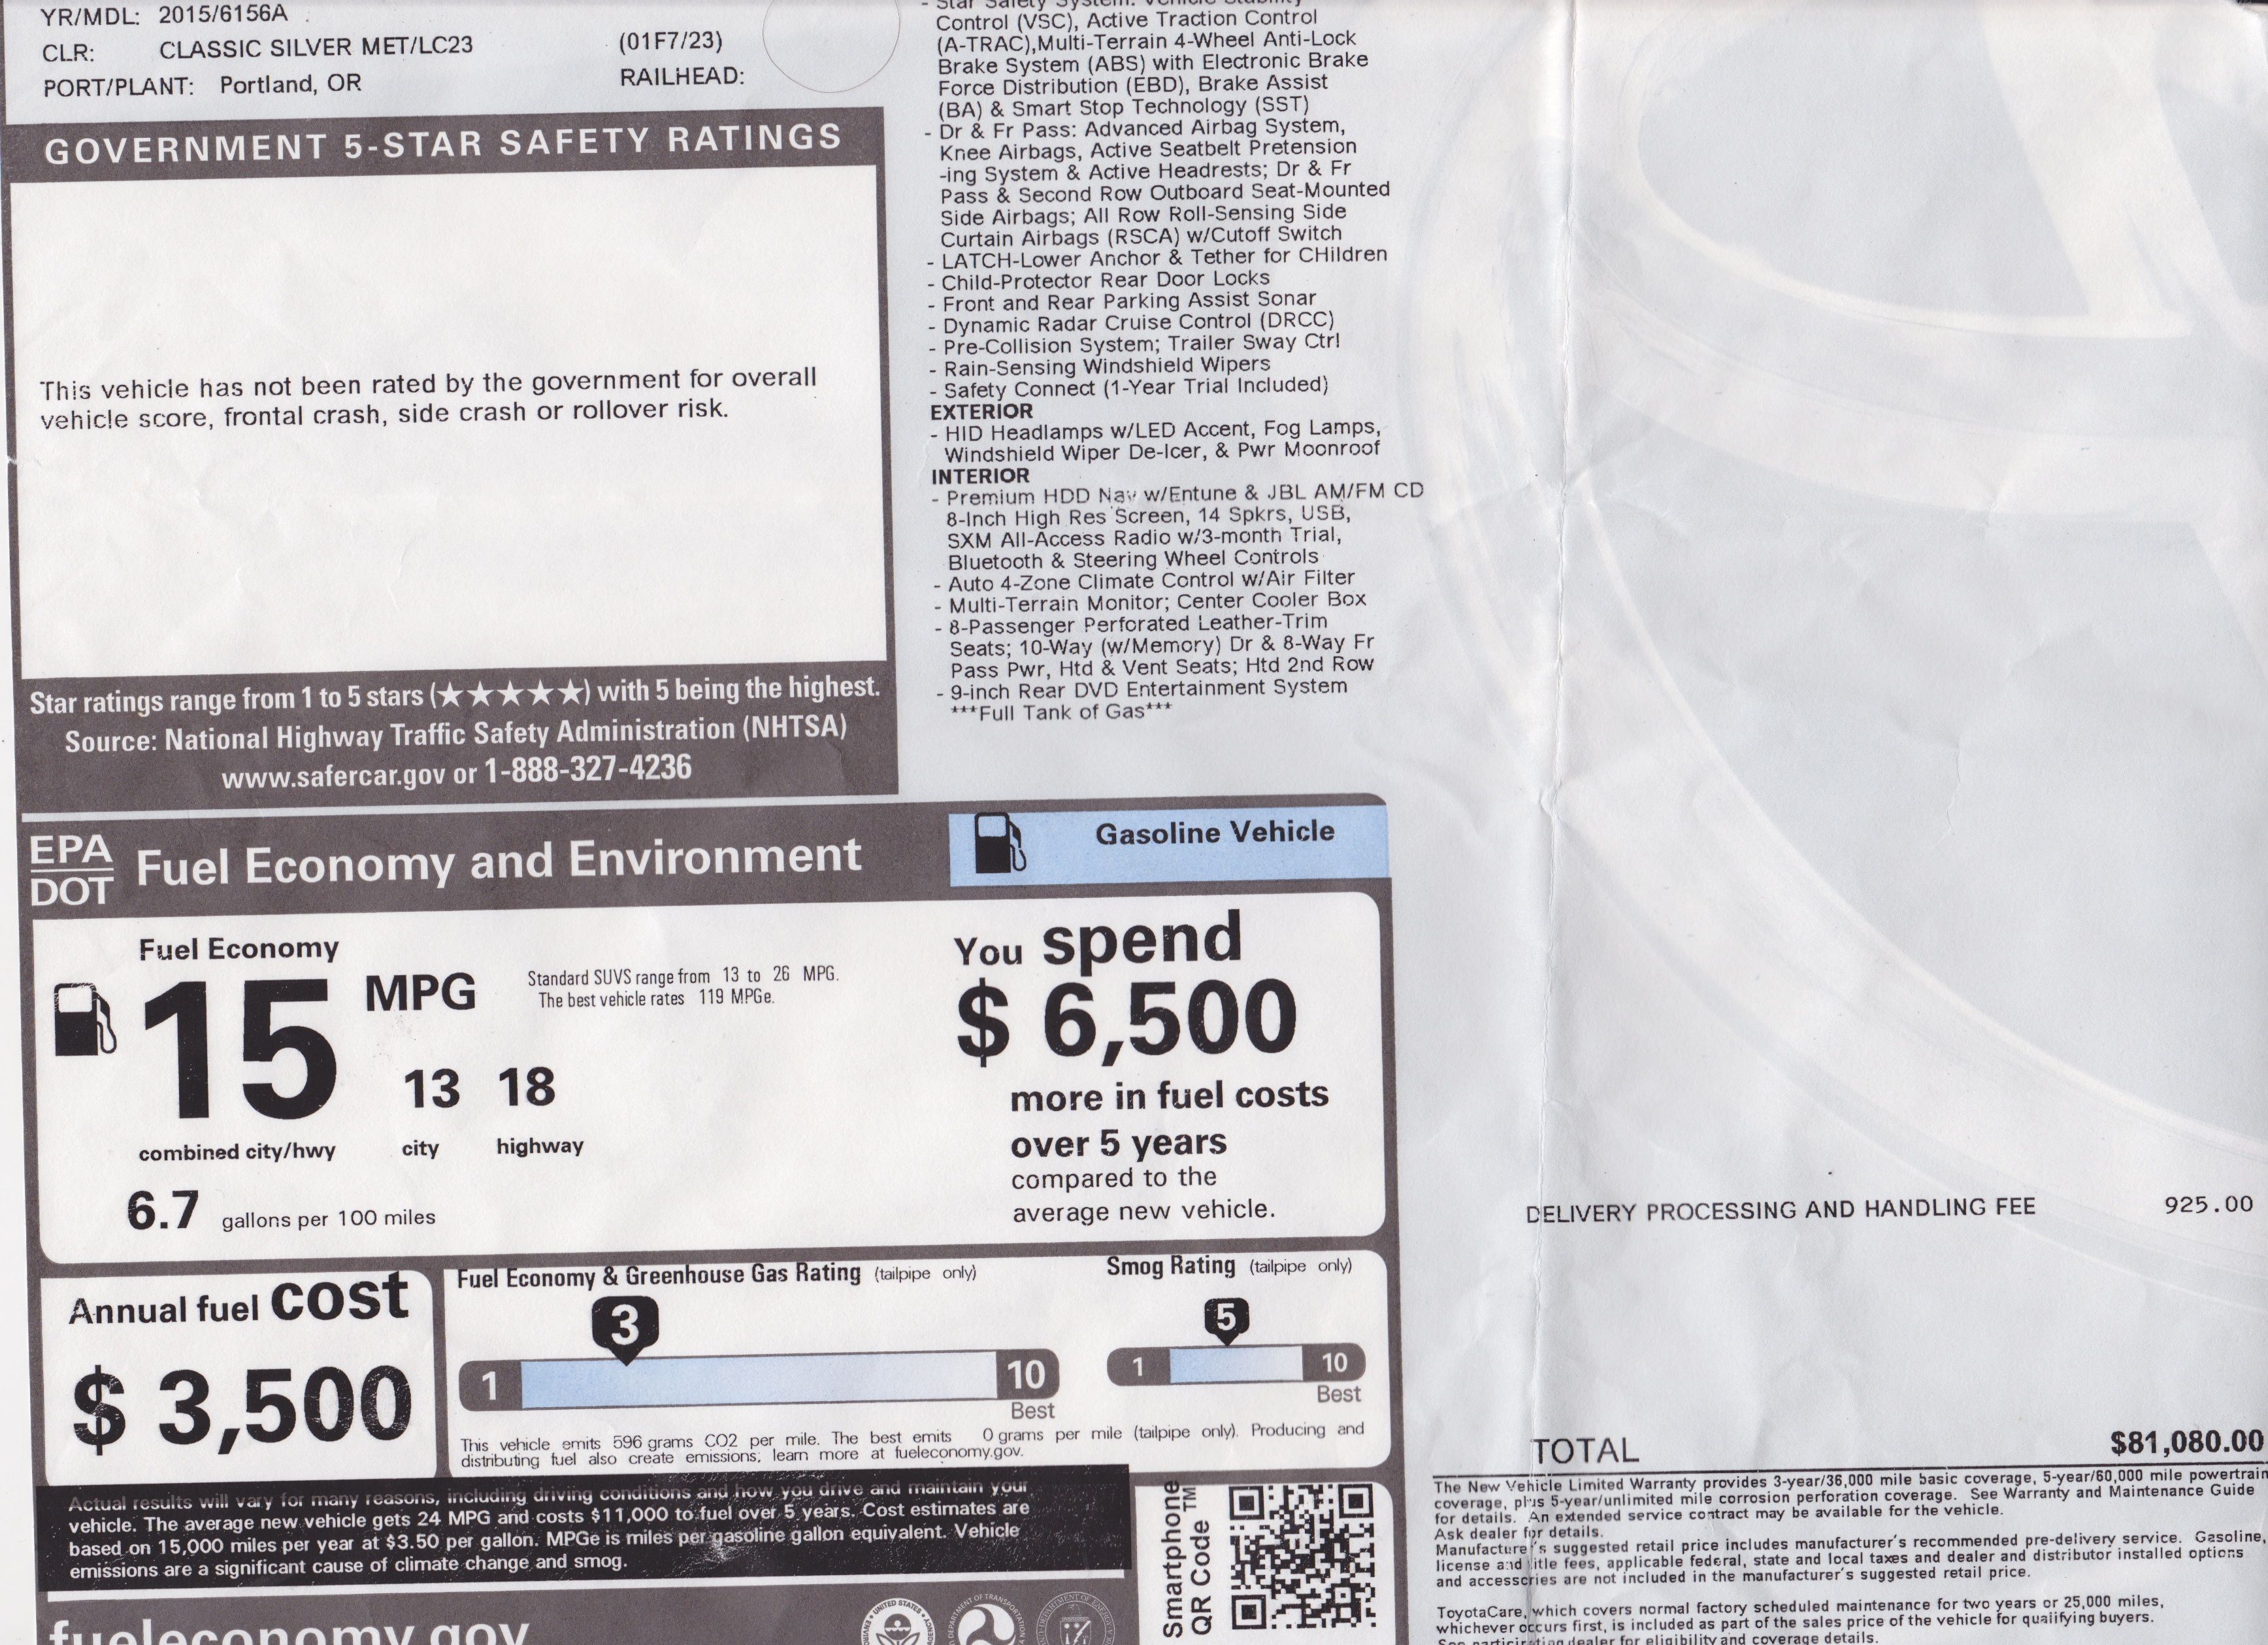 YR/MDL: 2015/6156A
CLR: CLASSIC SILVER MET/LC23 (01F7/23)
PORT/PLANT: Portland, OR RAILHEAD:
GOVERNMENT 5-STAR SAFETY RATINGS
This vehicle has not been rated by the government for overall
vehicle score, frontal crash, side crash or rollover risk.
Star ratings range from 1 to 5 stars (★★★★★) with 5 being the highest.
Source: National Highway Traffic Safety Administration (NHTSA)
www.safercar.gov or 1-888-327-4236
- Star Safety System: Vehicle Stability
Control (VSC), Active Traction Control
(A-TRAC),Multi-Terrain 4-Wheel Anti-Lock
Brake System (ABS) with Electronic Brake
Force Distribution (EBD), Brake Assist
(BA) & Smart Stop Technology (SST)
- Dr & Fr Pass: Advanced Airbag System,
Knee Airbags, Active Seatbelt Pretension
-ing System & Active Headrests; Dr & Fr
Pass & Second Row Outboard Seat-Mounted
Side Airbags; All Row Roll-Sensing Side
Curtain Airbags (RSCA) w/Cutoff Switch
- LATCH-Lower Anchor & Tether for CHildren
- Child-Protector Rear Door Locks
- Front and Rear Parking Assist Sonar
- Dynamic Radar Cruise Control (DRCC)
- Pre-Collision System; Trailer Sway Ctrl
- Rain-Sensing Windshield Wipers
- Safety Connect (1-Year Trial Included)
EXTERIOR
- HID Headlamps w/LED Accent, Fog Lamps,
Windshield Wiper De-Icer, & Pwr Moonroof
INTERIOR
- Premium HDD Nav w/Entune & JBL AM/FM CD
8-Inch High Res Screen, 14 Spkrs, USB,
SXM All-Access Radio w/3-month Trial,
Bluetooth & Steering Wheel Controls
- Auto 4-Zone Climate Control w/Air Filter
- Multi-Terrain Monitor; Center Cooler Box
- 8-Passenger Perforated Leather-Trim
Seats; 10-Way (w/Memory) Dr & 8-Way Fr
Pass Pwr, Htd & Vent Seats; Htd 2nd Row
- 9-inch Rear DVD Entertainment System
***Full Tank of Gas***
EPA
DOT
Fuel Economy and Environment
Gasoline Vehicle
Fuel Economy
15 MPG
Standard SUVS range from 13 to 26 MPG.
The best vehicle rates 119 MPGe.
13 18
combined city/hwy city highway
6.7 gallons per 100 miles
You spend
$ 6,500
more in fuel costs
over 5 years
compared to the
average new vehicle.
Annual fuel cost
$ 3,500
Fuel Economy & Greenhouse Gas Rating (tailpipe only)
3
1 10
Best
Smog Rating (tailpipe only)
5
1 10
Best
This vehicle emits 596 grams CO2 per mile. The best emits 0 grams per mile (tailpipe only). Producing and
distributing fuel also create emissions; learn more at fueleconomy.gov.
Actual results will vary for many reasons, including driving conditions and how you drive and maintain your
vehicle. The average new vehicle gets 24 MPG and costs $11,000 to fuel over 5 years. Cost estimates are
based on 15,000 miles per year at $3.50 per gallon. MPGe is miles per gasoline gallon equivalent. Vehicle
emissions are a significant cause of climate change and smog.
fueleconomy.gov
Smartphone
QR Code™
DELIVERY PROCESSING AND HANDLING FEE 925.00
TOTAL $81,080.00
The New Vehicle Limited Warranty provides 3-year/36,000 mile basic coverage, 5-year/60,000 mile powertrain
coverage, plus 5-year/unlimited mile corrosion perforation coverage. See Warranty and Maintenance Guide
for details. An extended service contract may be available for the vehicle.
Ask dealer for details.
Manufacture's suggested retail price includes manufacturer's recommended pre-delivery service. Gasoline,
license and title fees, applicable federal, state and local taxes and dealer and distributor installed options
and accessories are not included in the manufacturer's suggested retail price.
ToyotaCare, which covers normal factory scheduled maintenance for two years or 25,000 miles,
whichever occurs first, is included as part of the sales price of the vehicle for qualifying buyers.
See participating dealer for eligibility and coverage details.